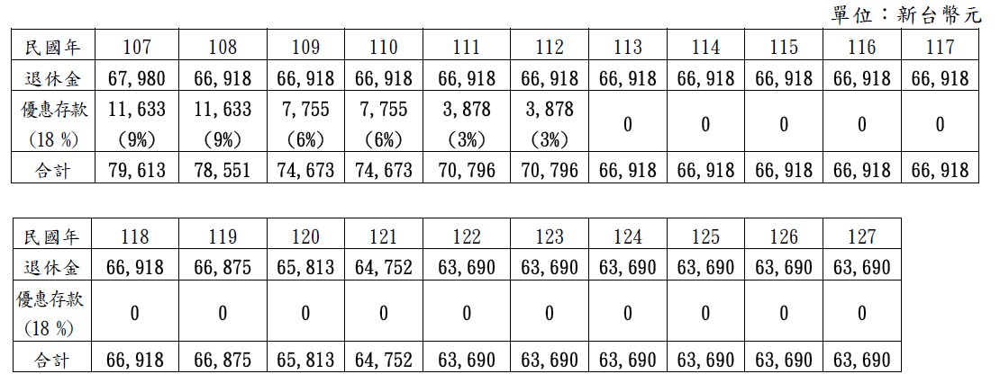 單位：新台幣元
民國年 107 108 109 110 111 112 113 114 115 116 117
退休金 67,980 66,918 66,918 66,918 66,918 66,918 66,918 66,918 66,918 66,918 66,918
優惠存款 11,633 11,633 7,755 7,755 3,878 3,878 0 0 0 0 0
(18 %) (9%) (9%) (6%) (6%) (3%) (3%)
合計 79,613 78,551 74,673 74,673 70,796 70,796 66,918 66,918 66,918 66,918 66,918
民國年 118 119 120 121 122 123 124 125 126 127
退休金 66,918 66,875 65,813 64,752 63,690 63,690 63,690 63,690 63,690 63,690
優惠存款 0 0 0 0 0 0 0 0 0 0
(18 %)
合計 66,918 66,875 65,813 64,752 63,690 63,690 63,690 63,690 63,690 63,690